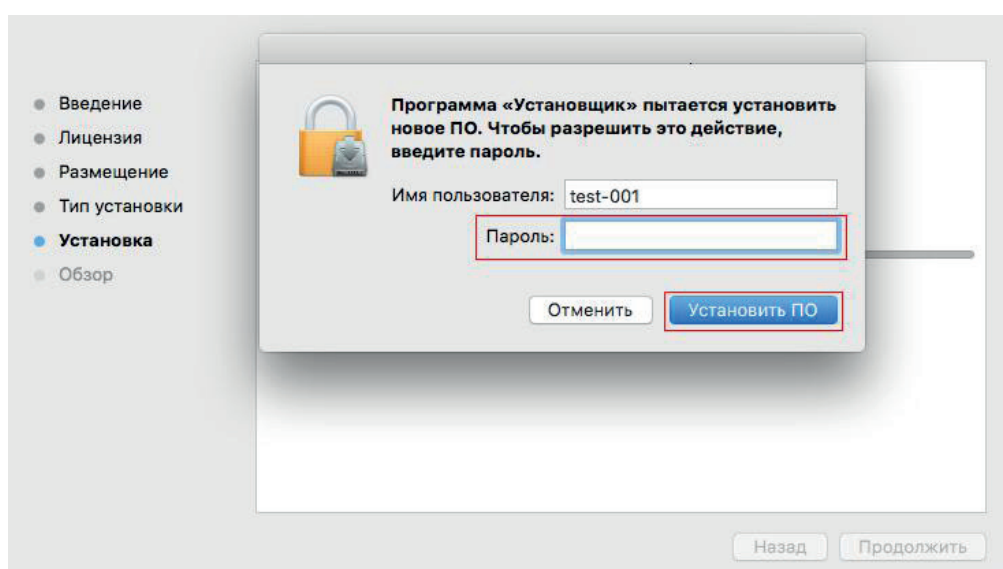 Введение
Лицензия
Размещение
Тип установки
Установка
Обзор
Программа «Установщик» пытается установить
новое ПО. Чтобы разрешить это действие,
введите пароль.
Имя пользователя: test-001
Пароль:
Отменить
Установить ПО
Назад
Продолжить